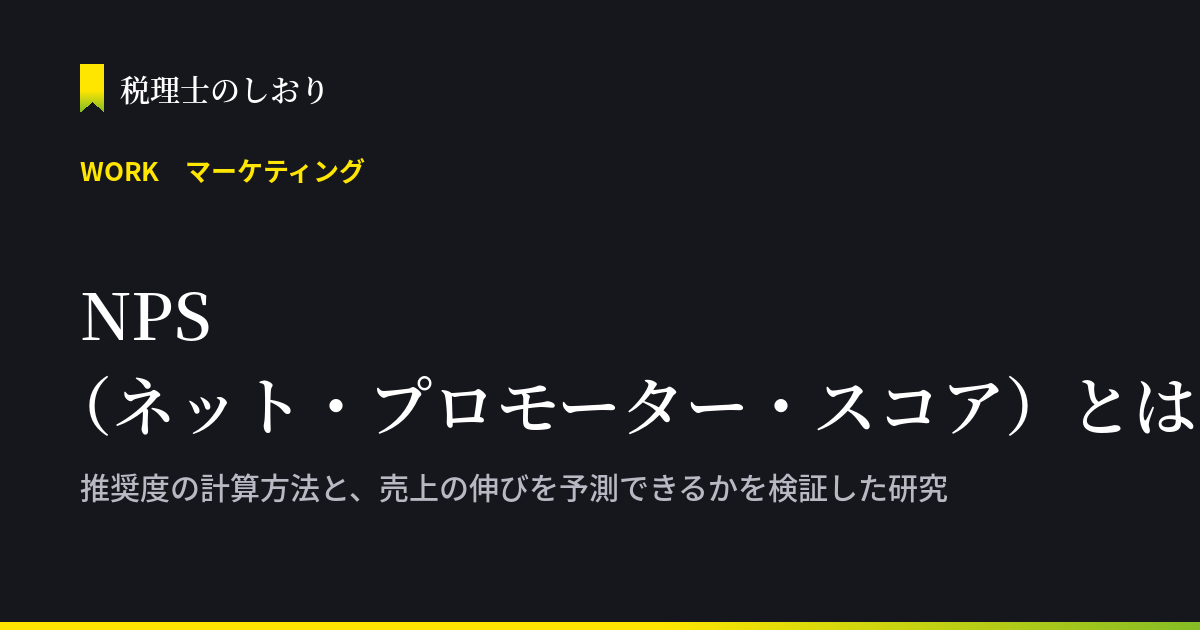 税理士のしおり
WORK　マーケティング
NPS
（ネット・プロモーター・スコア）とは
推奨度の計算方法と、売上の伸びを予測できるかを検証した研究